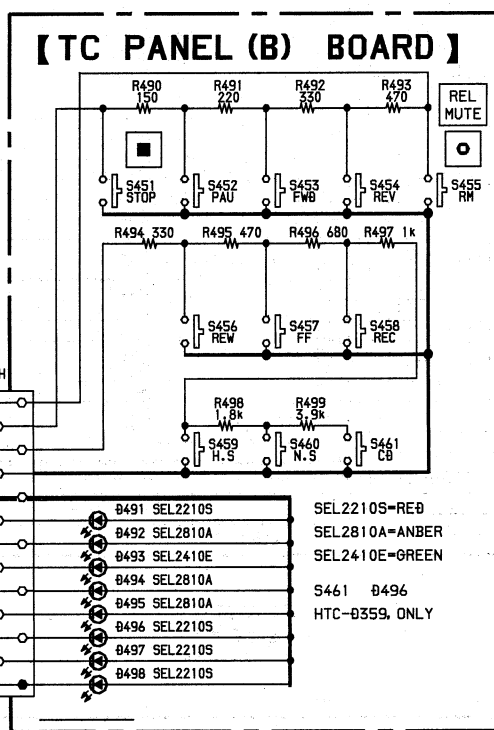 【TC PANEL(B) BOARD】
R490 R491 R492 R493
150 220 330 470
REL
MUTE
S451 S452 S453 S454 S455
STOP PAU FWD REV RM
R494 330 R495 470 R496 680 R497 1k
S456 S457 S458
REW FF REC
H
R498 R499
1.8k 3.9k
S459 S460 S461
H.S N.S CD
D491 SEL2210S
D492 SEL2810A
D493 SEL2410E
D494 SEL2810A
D495 SEL2810A
D496 SEL2210S
D497 SEL2210S
D498 SEL2210S
SEL2210S=RED
SEL2810A=ANBER
SEL2410E=GREEN
S461 D496
HTC-D359, ONLY